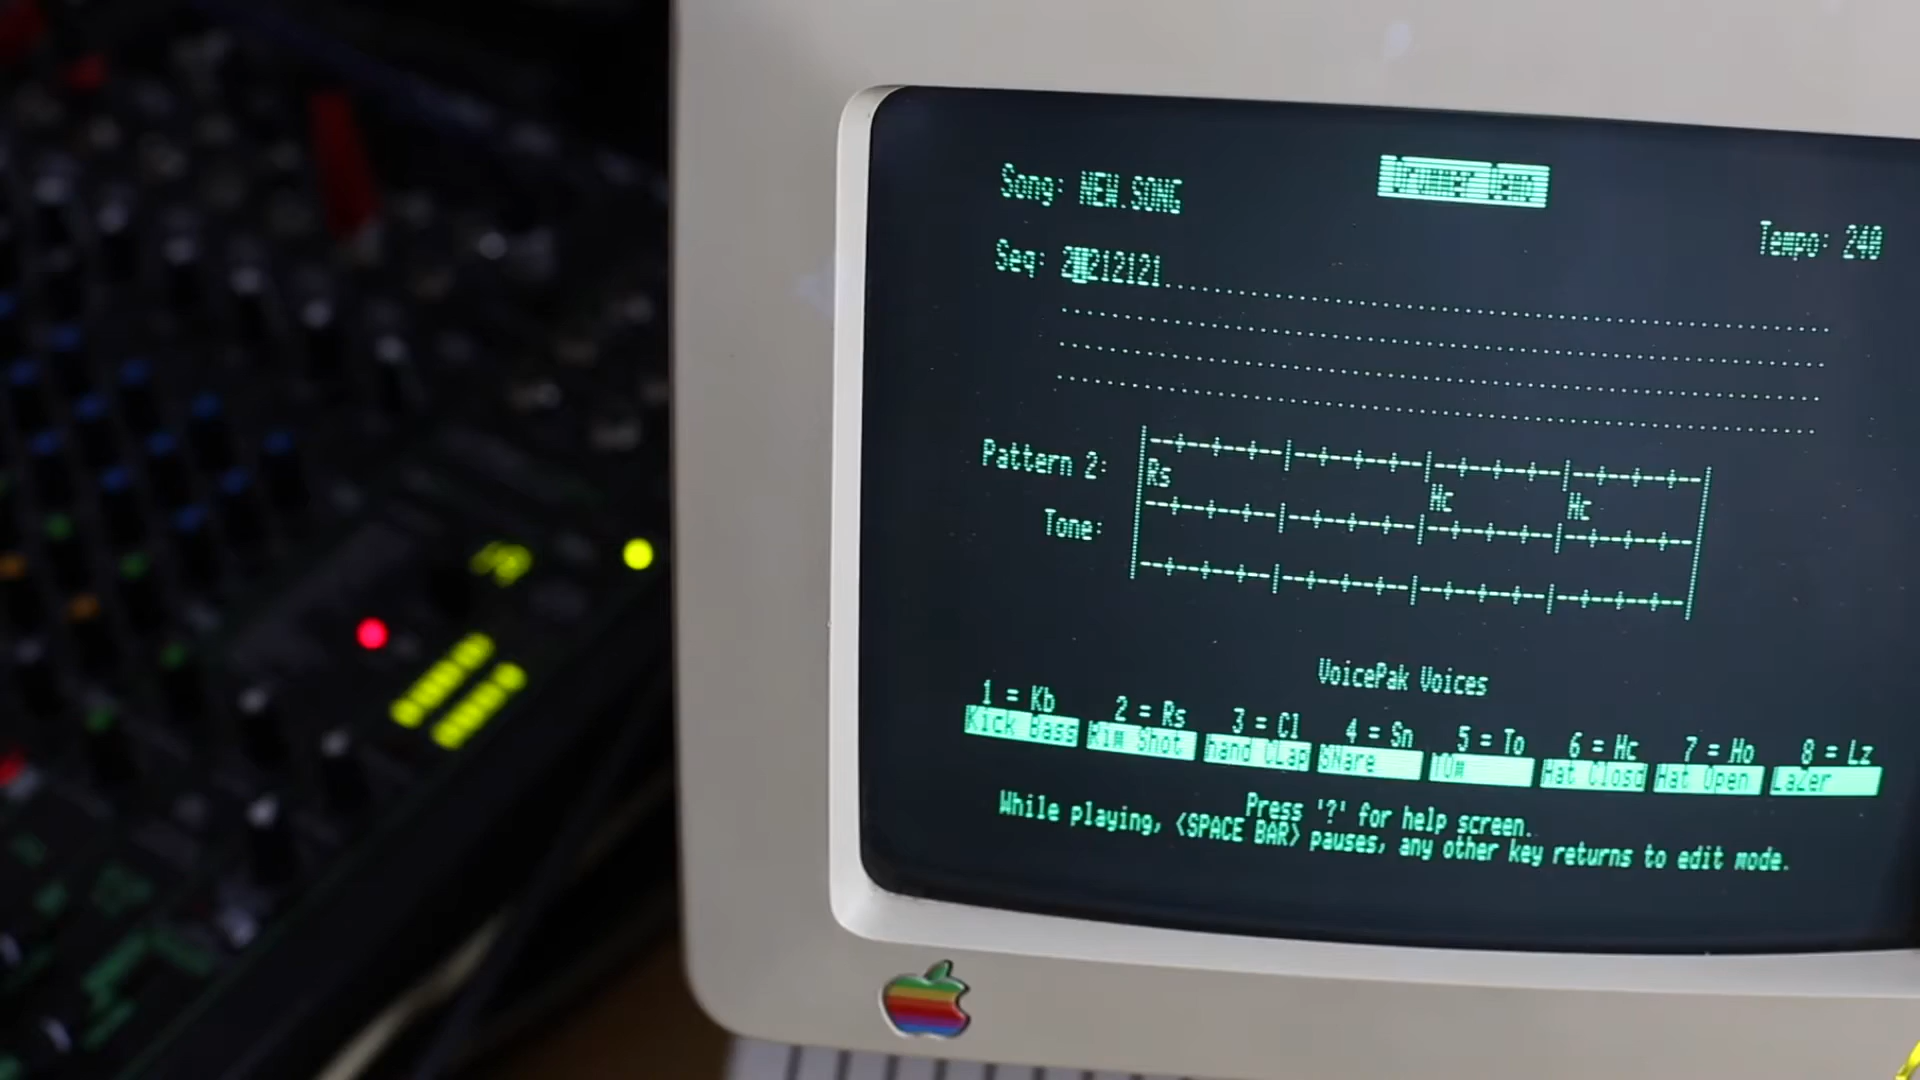 Song: NEW.SONG
Drummer Demo
Tempo: 240
Seq: 21212121
Pattern 2:
Rs
Hc
Hc
Tone:
VoicePak Voices
1 = Kb 2 = Rs 3 = Cl 4 = Sn 5 = To 6 = Hc 7 = Ho 8 = Lz
Kick Bass Rim Shot hand CLap SNare TOm Hat Closd Hat Open LaZer
Press '?' for help screen.
While playing, <SPACE BAR> pauses, any other key returns to edit mode.